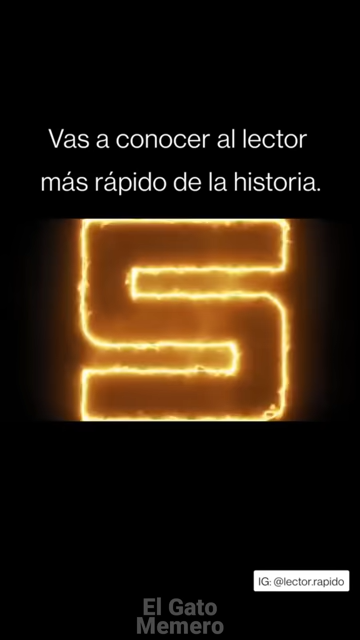 Vas a conocer al lector
más rápido de la historia.
5
IG: @lector.rapido
El Gato
Memero